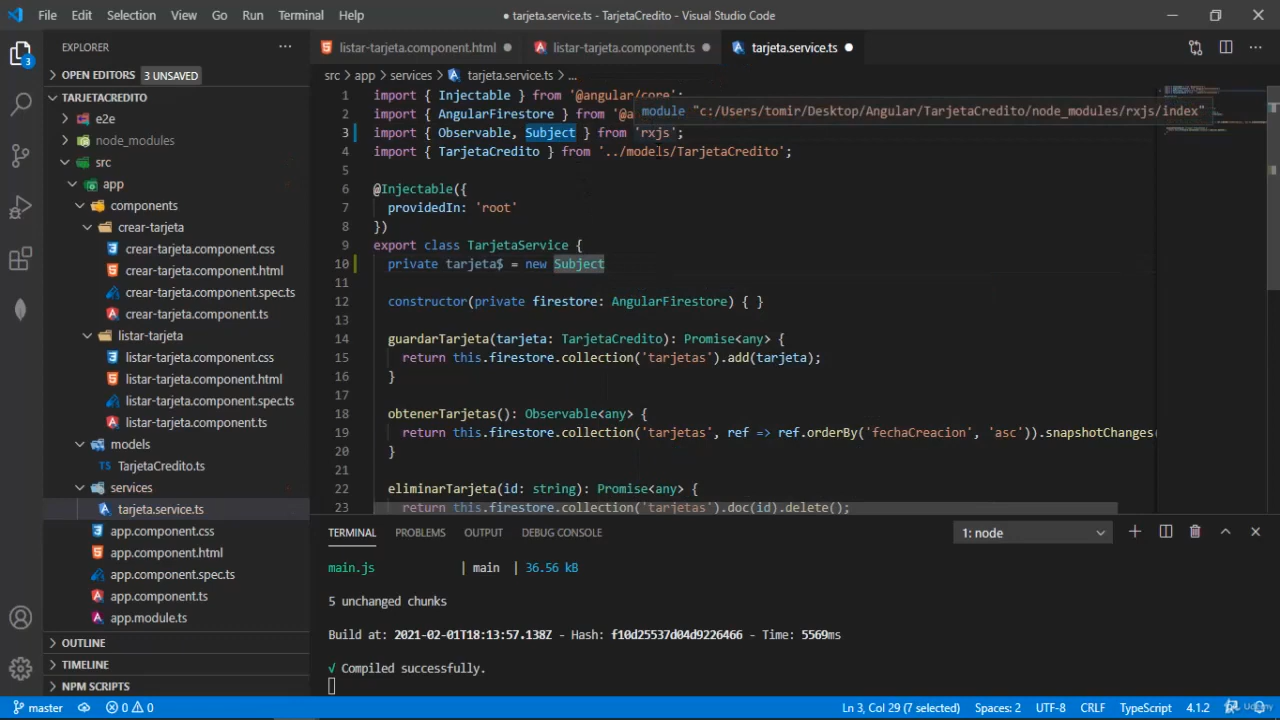 File Edit Selection View Go Run Terminal Help
● tarjeta.service.ts - TarjetaCredito - Visual Studio Code
EXPLORER
listar-tarjeta.component.html
listar-tarjeta.component.ts
tarjeta.service.ts
3
OPEN EDITORS 3 UNSAVED
src > app > services > tarjeta.service.ts > ...
TARJETACREDITO
e2e
node_modules
src
app
components
crear-tarjeta
crear-tarjeta.component.css
crear-tarjeta.component.html
crear-tarjeta.component.spec.ts
crear-tarjeta.component.ts
listar-tarjeta
listar-tarjeta.component.css
listar-tarjeta.component.html
listar-tarjeta.component.spec.ts
listar-tarjeta.component.ts
models
TarjetaCredito.ts
services
tarjeta.service.ts
app.component.css
app.component.html
app.component.spec.ts
app.component.ts
app.module.ts
OUTLINE
TIMELINE
NPM SCRIPTS
1 import { Injectable } from '@angular/core';
module "c:/Users/tomir/Desktop/Angular/TarjetaCredito/node_modules/rxjs/index"
2 import { AngularFirestore } from '@a
3 import { Observable, Subject } from 'rxjs';
4 import { TarjetaCredito } from '../models/TarjetaCredito';
5
6 @Injectable({
7 providedIn: 'root'
8 })
9 export class TarjetaService {
10 private tarjeta$ = new Subject
11
12 constructor(private firestore: AngularFirestore) { }
13
14 guardarTarjeta(tarjeta: TarjetaCredito): Promise<any> {
15 return this.firestore.collection('tarjetas').add(tarjeta);
16 }
17
18 obtenerTarjetas(): Observable<any> {
19 return this.firestore.collection('tarjetas', ref => ref.orderBy('fechaCreacion', 'asc')).snapshotChanges(
20 }
21
22 eliminarTarjeta(id: string): Promise<any> {
23 return this.firestore.collection('tarjetas').doc(id).delete();
TERMINAL PROBLEMS OUTPUT DEBUG CONSOLE
1: node
main.js | main | 36.56 kB
5 unchanged chunks
Build at: 2021-02-01T18:13:57.138Z - Hash: f10d25537d04d9226466 - Time: 5569ms
√ Compiled successfully.
master 0 0
Ln 3, Col 29 (7 selected) Spaces: 2 UTF-8 CRLF TypeScript 4.1.2
Udemy